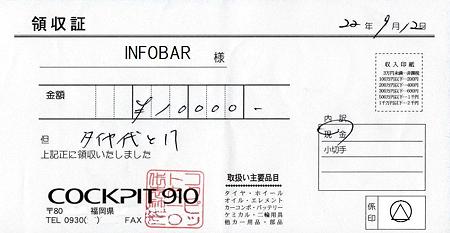 領収証
22年9月12日
INFOBAR 様
金額 ¥10000-
但 タイヤ代として
上記正に領収いたしました
収入印紙
内訳
現金
小切手
COCKPIT 910
〒80 福岡県
TEL 0930( ) FAX
取扱い主要品目
タイヤ・ホイール
オイル・エレメント
カーコンポ・バッテリー
ケミカル・二輪用具
他カー用品・部品
係印